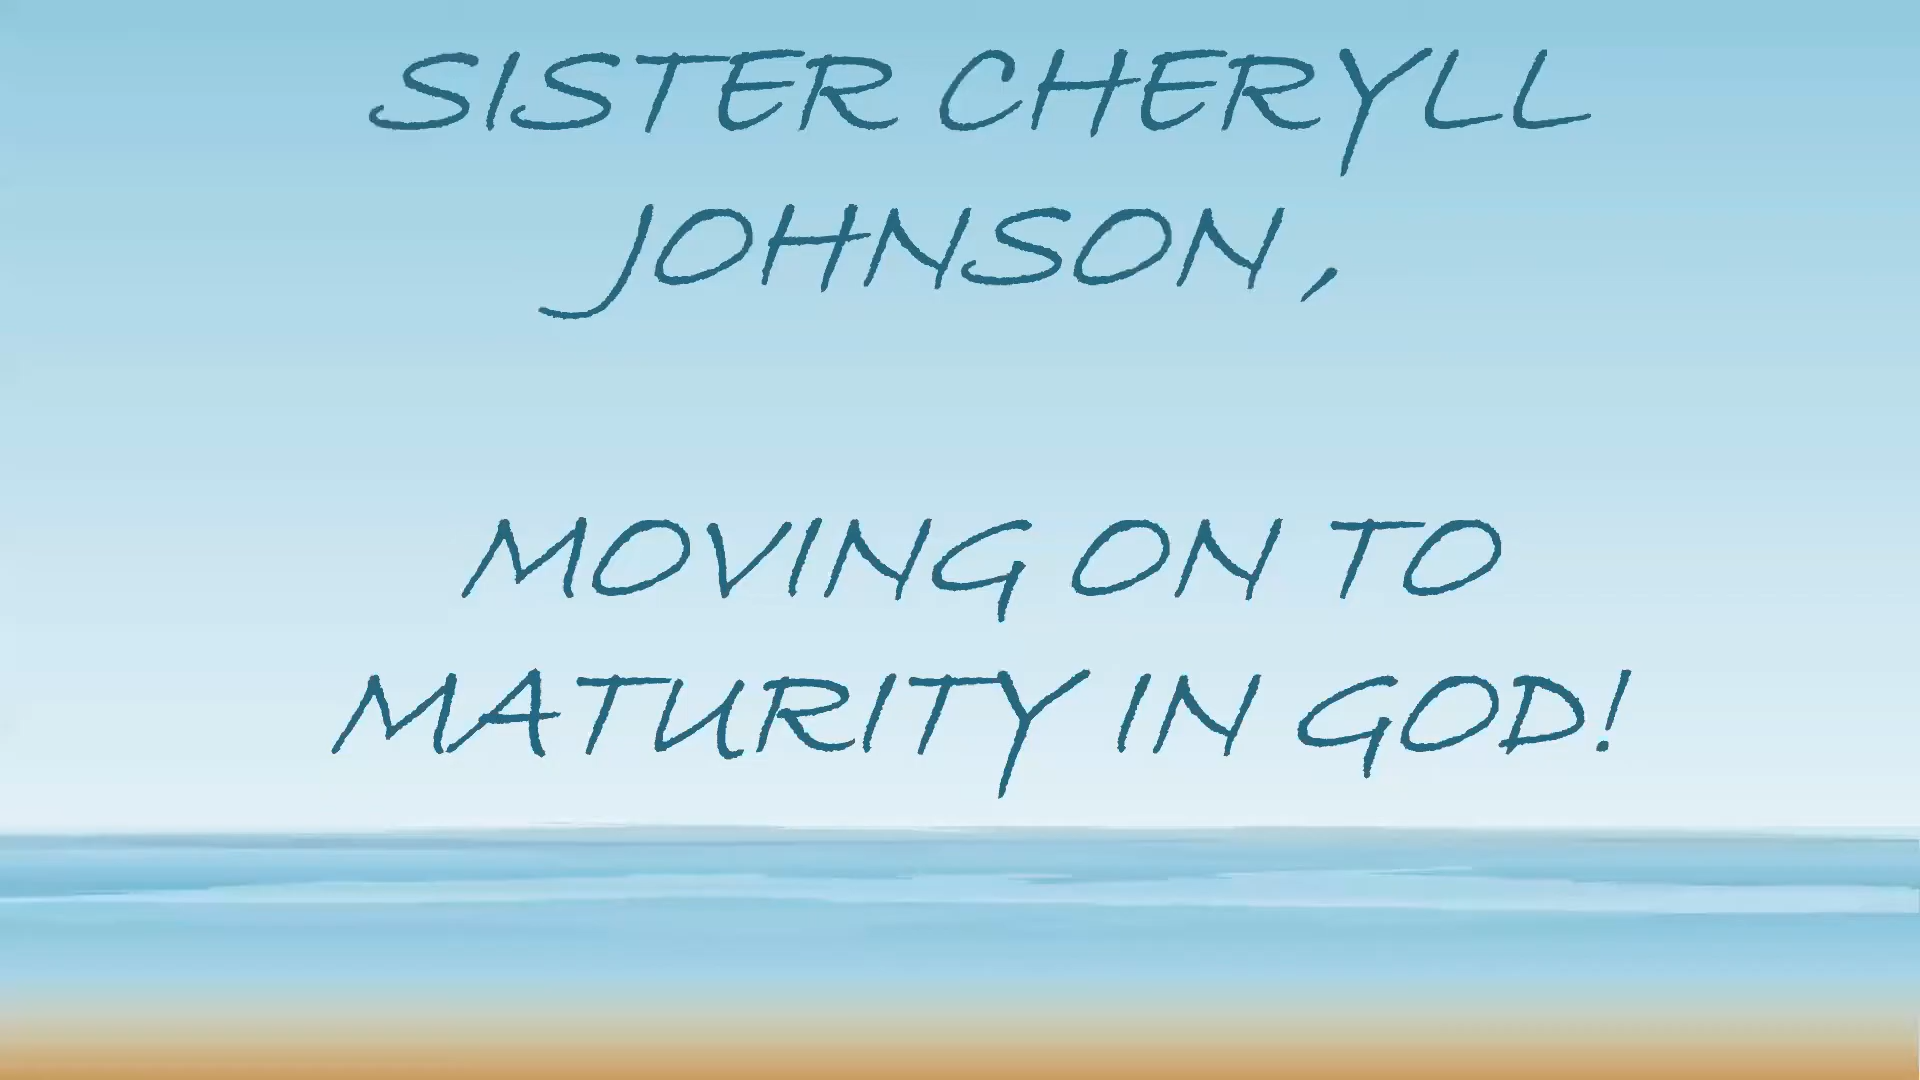 SISTER CHERYLL
JOHNSON ,
MOVING ON TO
MATURITY IN GOD!